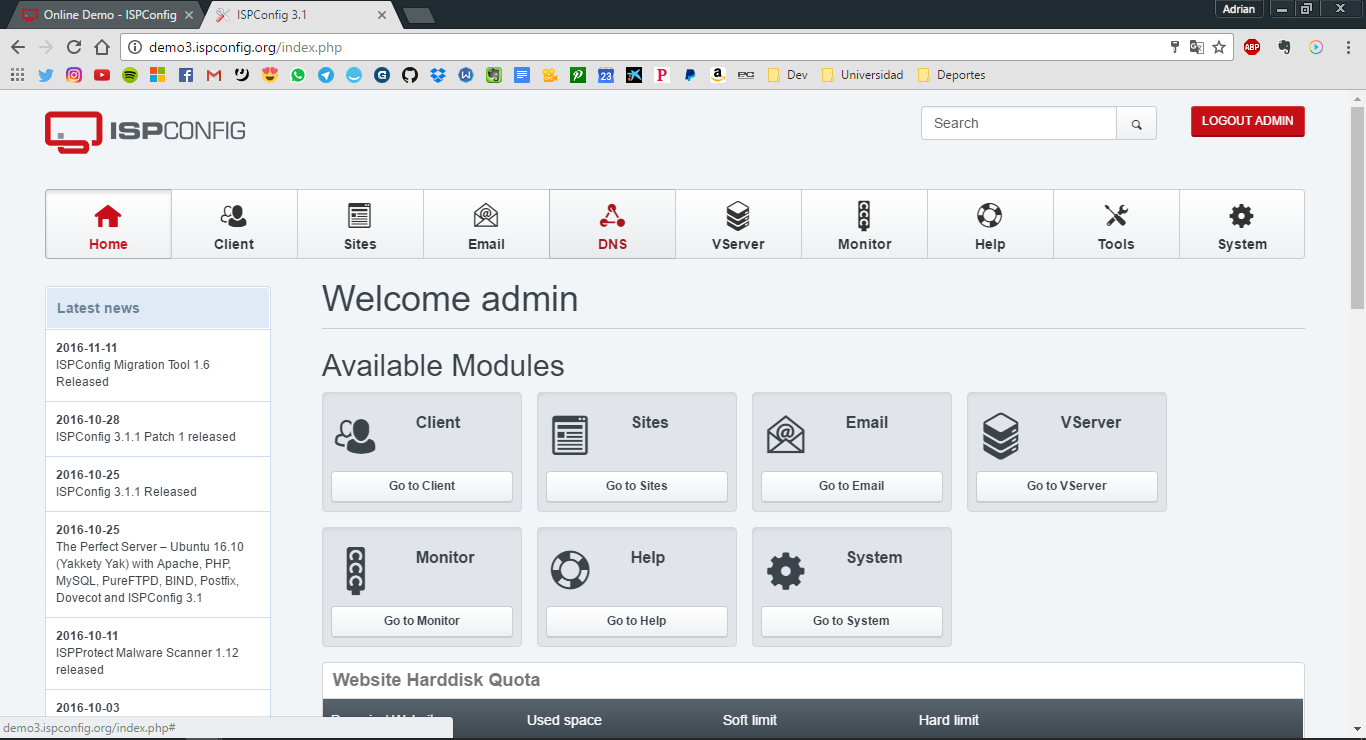 Online Demo - ISPConfig
ISPConfig 3.1
Adrian
demo3.ispconfig.org/index.php
ABP
23
Dev
Universidad
Deportes
ISPCONFIG
Search
LOGOUT ADMIN
Home
Client
Sites
Email
DNS
VServer
Monitor
Help
Tools
System
Latest news
2016-11-11
ISPConfig Migration Tool 1.6
Released
2016-10-28
ISPConfig 3.1.1 Patch 1 released
2016-10-25
ISPConfig 3.1.1 Released
2016-10-25
The Perfect Server – Ubuntu 16.10
(Yakkety Yak) with Apache, PHP,
MySQL, PureFTPD, BIND, Postfix,
Dovecot and ISPConfig 3.1
2016-10-11
ISPProtect Malware Scanner 1.12
released
2016-10-03
Welcome admin
Available Modules
Client
Go to Client
Sites
Go to Sites
Email
Go to Email
VServer
Go to VServer
Monitor
Go to Monitor
Help
Go to Help
System
Go to System
Website Harddisk Quota
Used space
Soft limit
Hard limit
demo3.ispconfig.org/index.php#